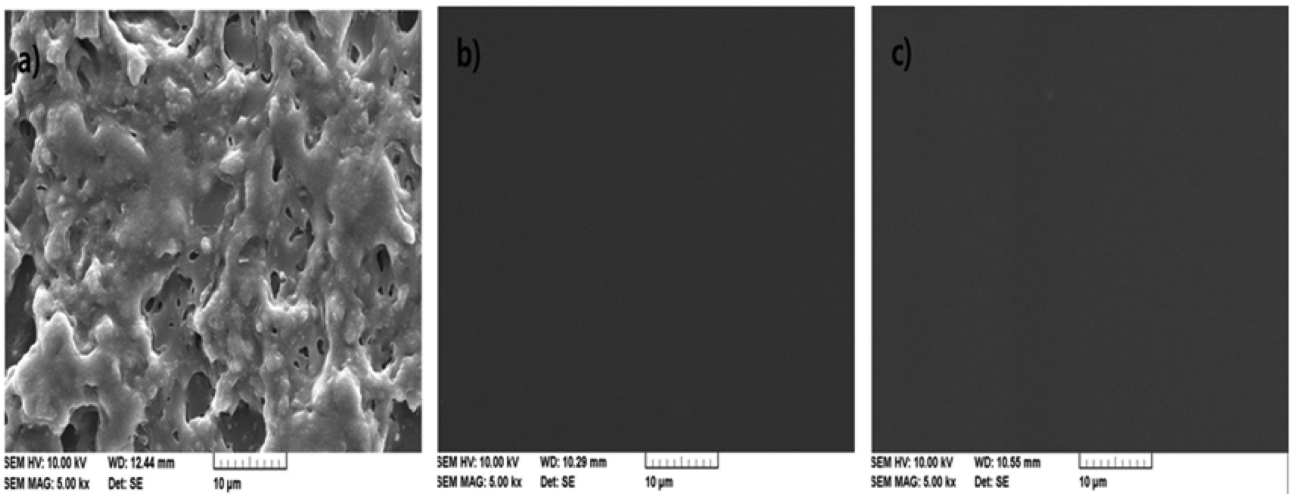 a)
b)
c)
SEM HV: 10.00 kV WD: 12.44 mm
SEM MAG: 5.00 kx Det: SE 10 µm
SEM HV: 10.00 kV WD: 10.29 mm
SEM MAG: 5.00 kx Det: SE 10 µm
SEM HV: 10.00 kV WD: 10.55 mm
SEM MAG: 5.00 kx Det: SE 10 µm